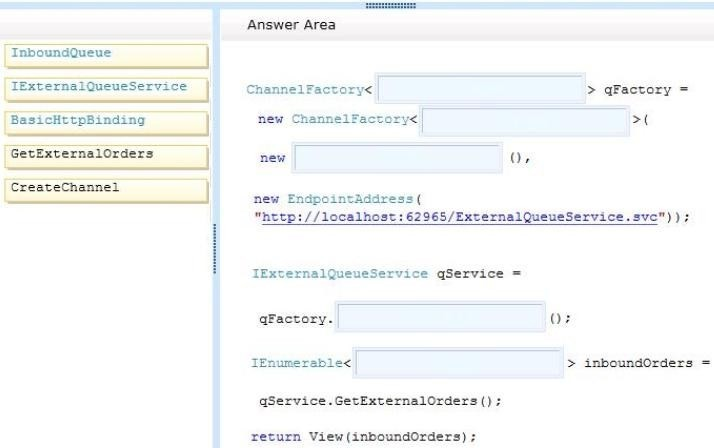 Answer Area
InboundQueue
IExternalQueueService
BasicHttpBinding
GetExternalOrders
CreateChannel
ChannelFactory< > qFactory =
new ChannelFactory< >(
new (),
new EndpointAddress(
"http://localhost:62965/ExternalQueueService.svc"));
IExternalQueueService qService =
qFactory. ();
IEnumerable< > inboundOrders =
qService.GetExternalOrders();
return View(inboundOrders);